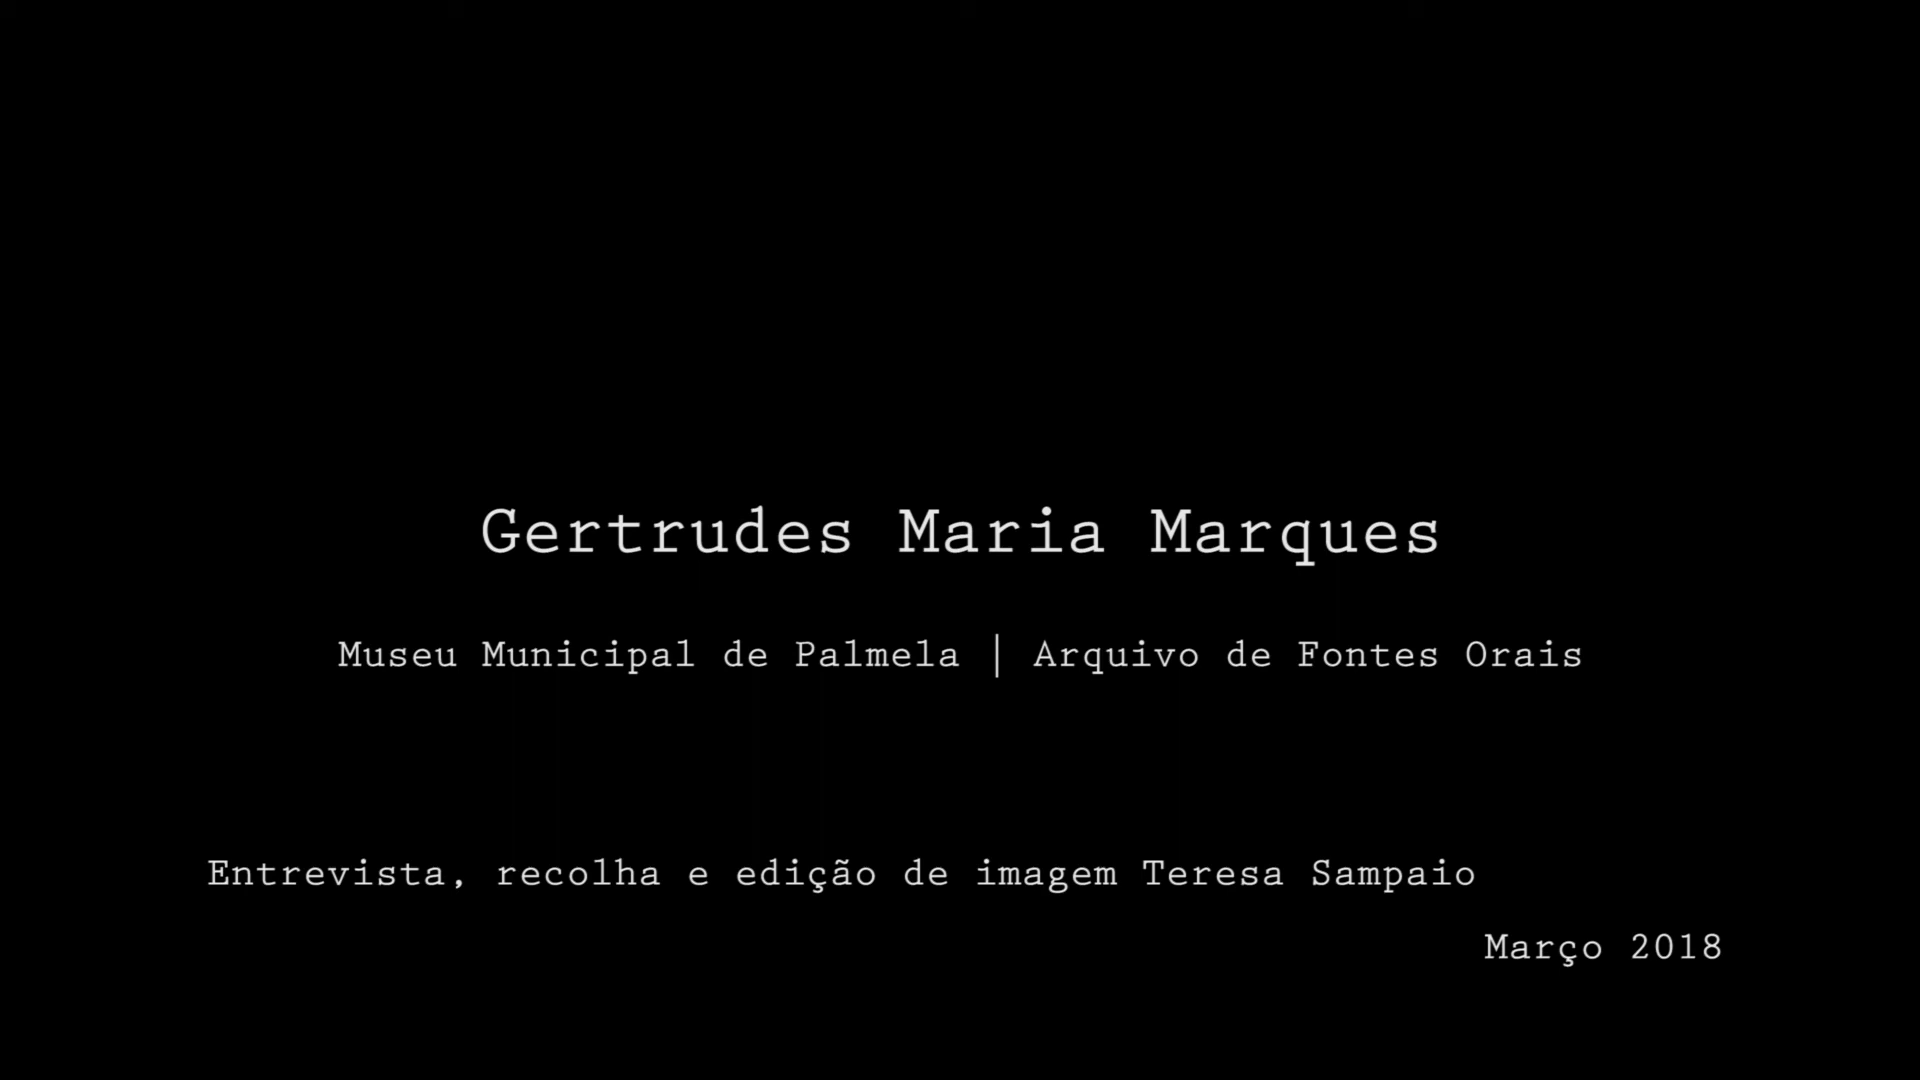 Gertrudes Maria Marques
Museu Municipal de Palmela | Arquivo de Fontes Orais
Entrevista, recolha e edição de imagem Teresa Sampaio
Março 2018